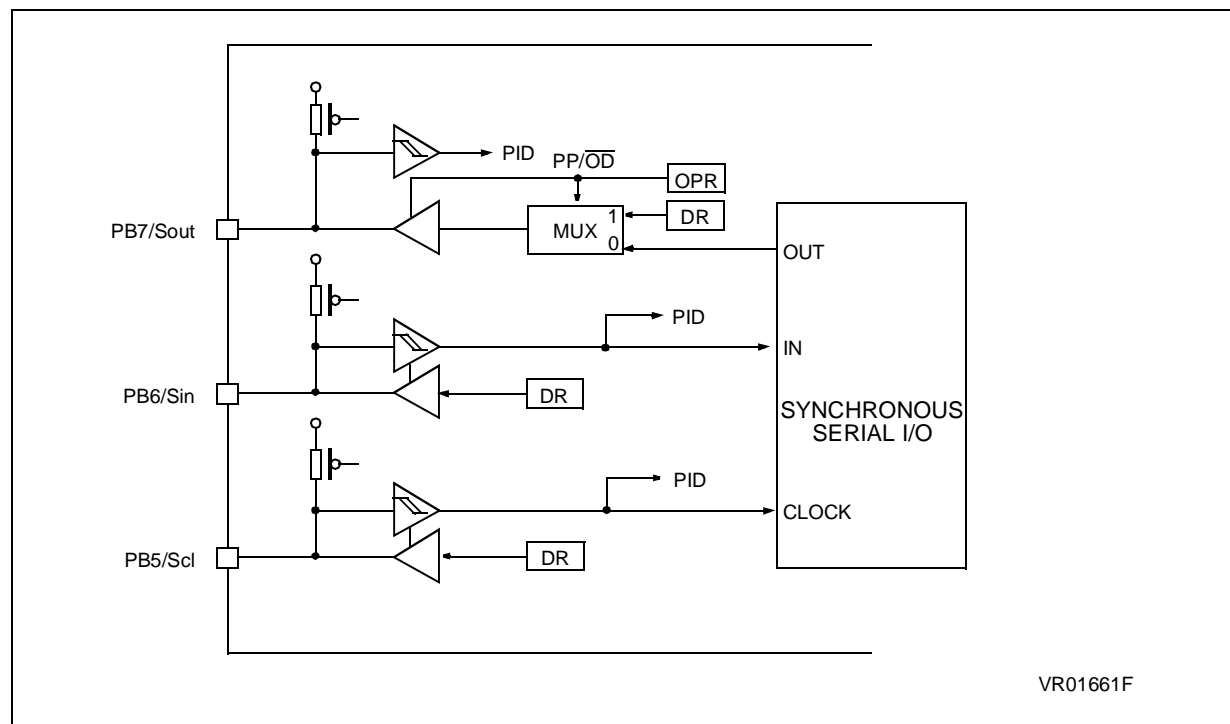 PID
PP/OD
OPR
1
DR
PB7/Sout
MUX
0
OUT
PID
IN
PB6/Sin
DR
SYNCHRONOUS
SERIAL I/O
PID
CLOCK
PB5/Scl
DR
VR01661F